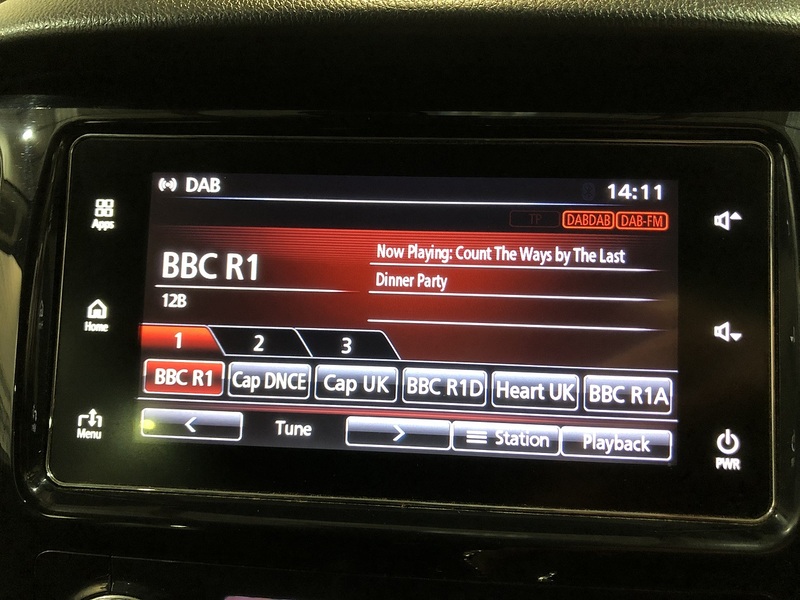 DAB
14:11
Apps
TP
DABDAB DAB-FM
BBC R1
12B
Now Playing: Count The Ways by The Last
Dinner Party
Home
1 2 3
BBC R1 Cap DNCE Cap UK BBC R1D Heart UK BBC R1A
Menu
< Tune > Station Playback
PWR